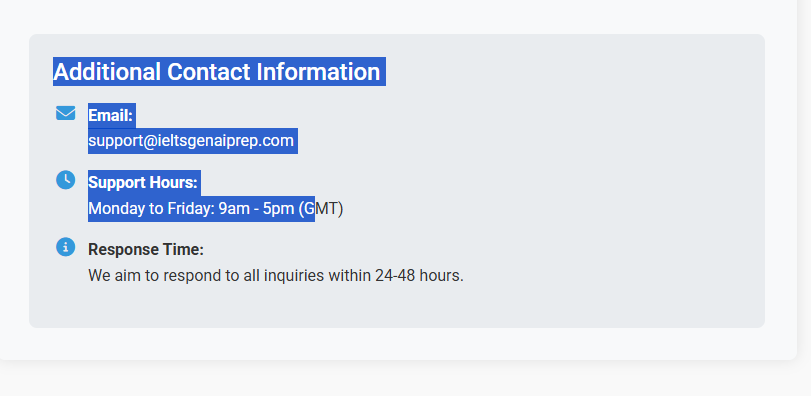 Additional Contact Information
Email:
support@ieltsgenaiprep.com
Support Hours:
Monday to Friday: 9am - 5pm (GMT)
Response Time:
We aim to respond to all inquiries within 24-48 hours.